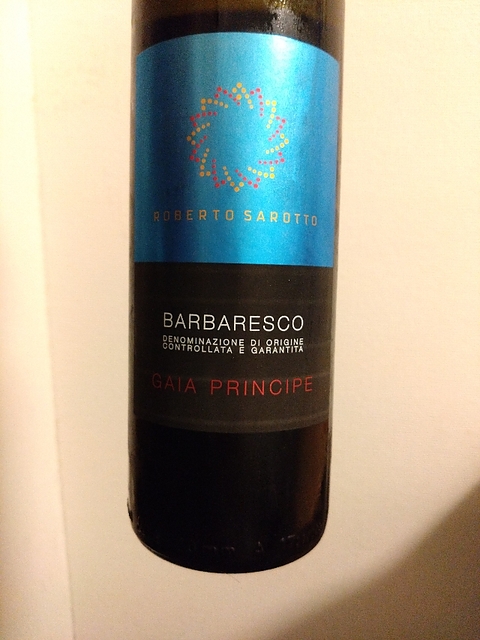 ROBERTO SAROTTO
BARBARESCO
DENOMINAZIONE DI ORIGINE
CONTROLLATA E GARANTITA
GAIA PRINCIPE